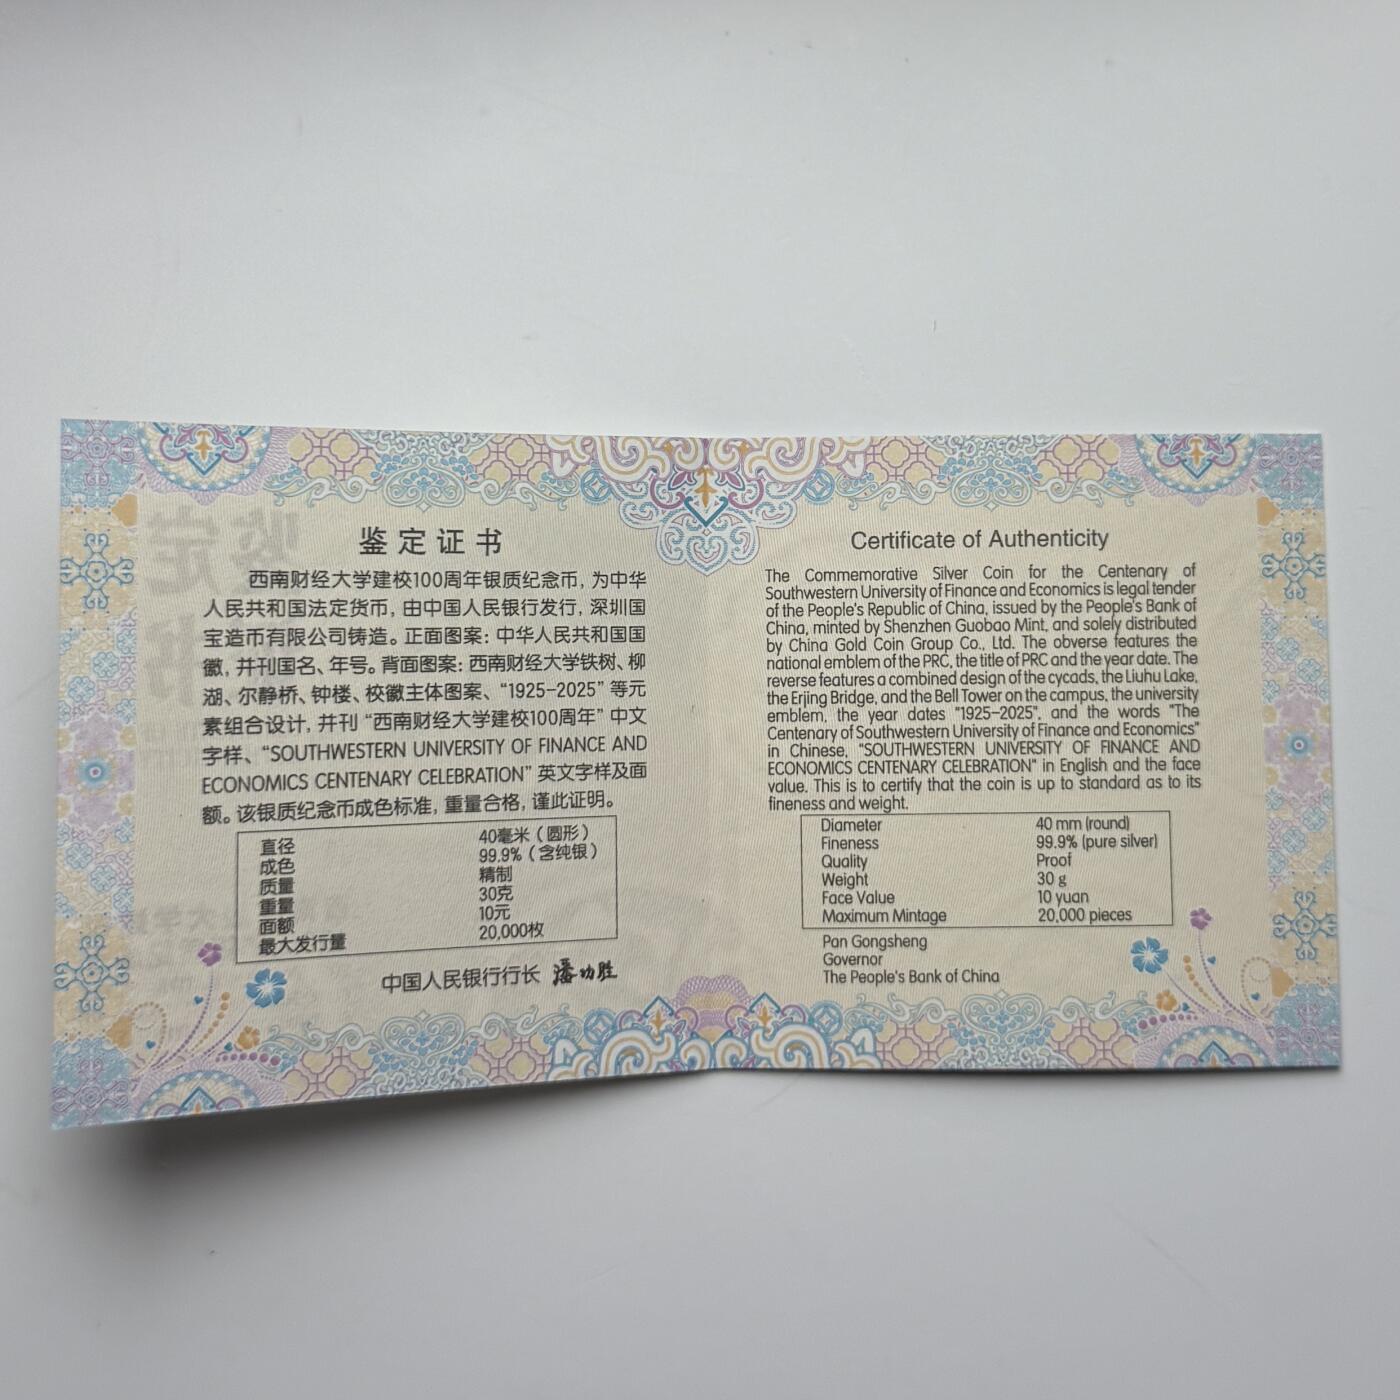 鉴定证书
西南财经大学建校100周年银质纪念币，为中华
人民共和国法定货币，由中国人民银行发行，深圳国
宝造币有限公司铸造。正面图案：中华人民共和国国
徽，并刊国名、年号。背面图案：西南财经大学铁树、柳
湖、尔静桥、钟楼、校徽主体图案、“1925-2025”等元
素组合设计，并刊“西南财经大学建校100周年”中文
字样、“SOUTHWESTERN UNIVERSITY OF FINANCE AND
ECONOMICS CENTENARY CELEBRATION”英文字样及面
额。该银质纪念币成色标准，重量合格，谨此证明。
直径 40毫米（圆形）
成色 99.9%（含纯银）
质量 精制
重量 30克
面额 10元
最大发行量 20,000枚
中国人民银行行长 潘功胜
Certificate of Authenticity
The Commemorative Silver Coin for the Centenary of
Southwestern University of Finance and Economics is legal tender
of the People's Republic of China, issued by the People's Bank of
China, minted by Shenzhen Guobao Mint, and solely distributed
by China Gold Coin Group Co., Ltd. The obverse features the
national emblem of the PRC, the title of PRC and the year date. The
reverse features a combined design of the cycads, the Liuhu Lake,
the Erjing Bridge, and the Bell Tower on the campus, the university
emblem, the year dates "1925-2025", and the words "The
Centenary of Southwestern University of Finance and Economics"
in Chinese, "SOUTHWESTERN UNIVERSITY OF FINANCE AND
ECONOMICS CENTENARY CELEBRATION" in English and the face
value. This is to certify that the coin is up to standard as to its
fineness and weight.
Diameter 40 mm (round)
Fineness 99.9% (pure silver)
Quality Proof
Weight 30 g
Face Value 10 yuan
Maximum Mintage 20,000 pieces
Pan Gongsheng
Governor
The People's Bank of China